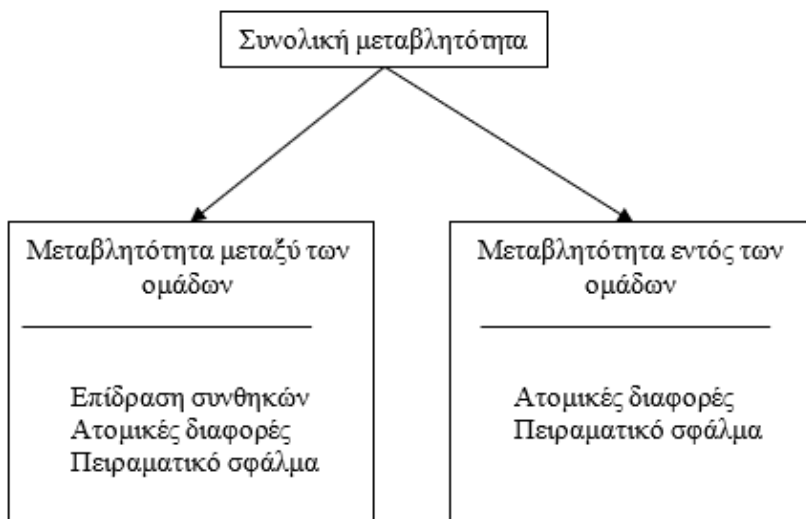 Συνολική μεταβλητότητα
Μεταβλητότητα μεταξύ των
ομάδων
Επίδραση συνθηκών
Ατομικές διαφορές
Πειραματικό σφάλμα
Μεταβλητότητα εντός των
ομάδων
Ατομικές διαφορές
Πειραματικό σφάλμα